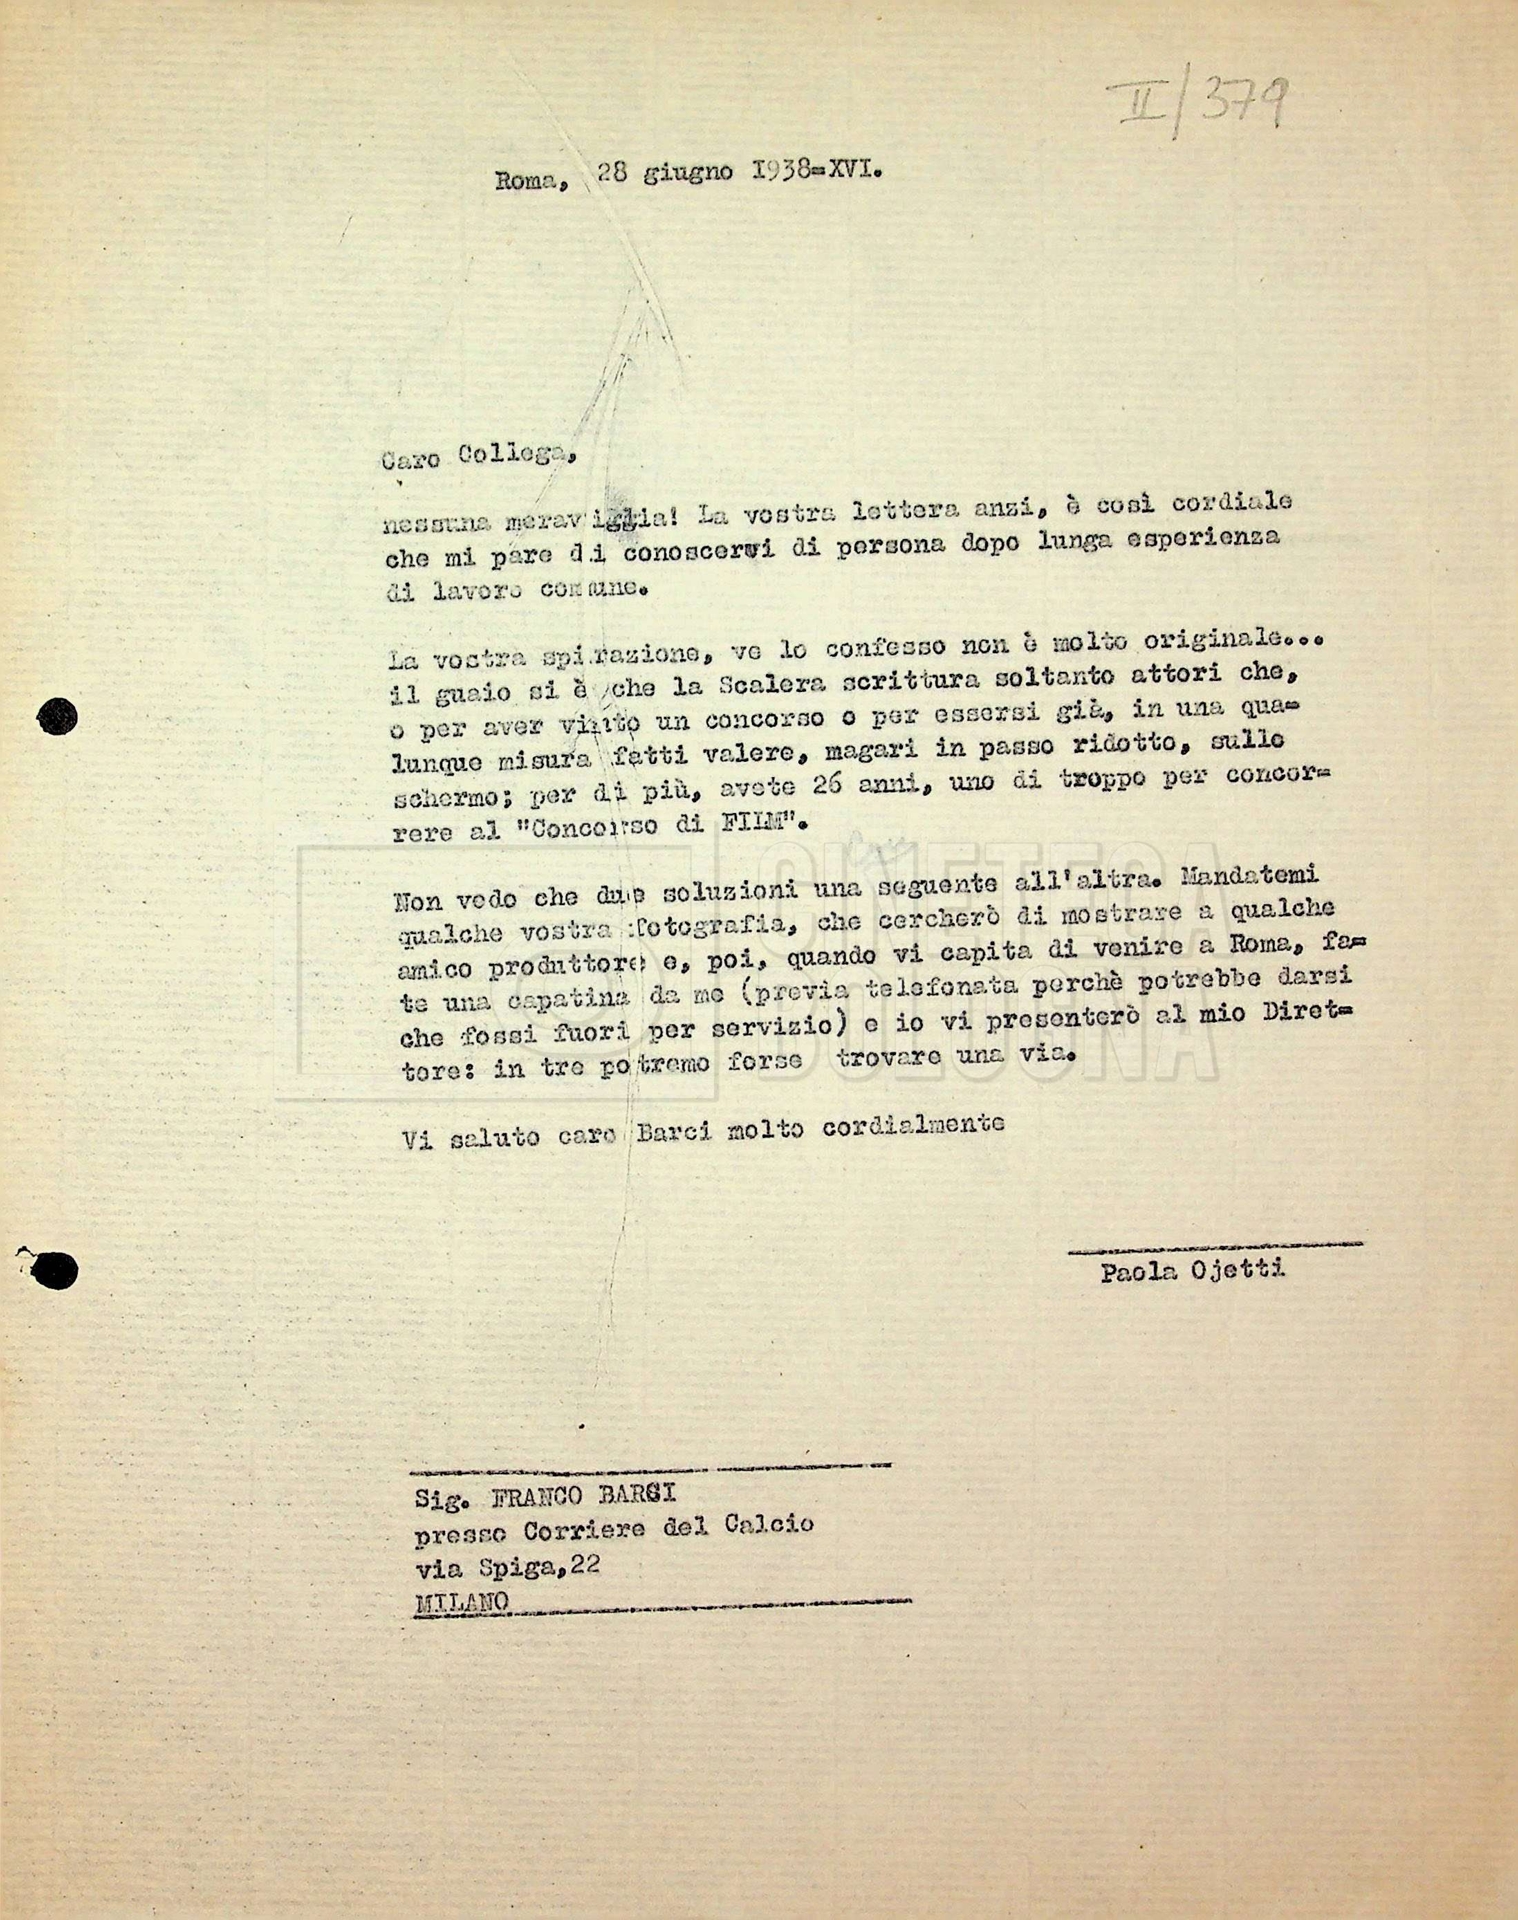 II/379
Roma, 28 giugno 1938=XVI.
Caro Collega,
nessuna meraviglia! La vostra lettera anzi, è così cordiale
che mi pare di conoscervi di persona dopo lunga esperienza
di lavoro comune.
La vostra spirazione, ve lo confesso non è molto originale...
il guaio si è che la Scalera scrittura soltanto attori che,
o per aver vinto un concorso o per essersi già, in una qua=
lunque misura fatti valere, magari in passo ridotto, sullo
schermo; per di più, avete 26 anni, uno di troppo per concor=
rere al "Concorso di FILM".
Non vedo che due soluzioni una seguente all'altra. Mandatemi
qualche vostra fotografia, che cercherò di mostrare a qualche
amico produttore e, poi, quando vi capita di venire a Roma, fa=
te una capatina da me (previa telefonata perchè potrebbe darsi
che fossi fuori per servizio) e io vi presenterò al mio Diret=
tore: in tre potremo forse trovare una via.
Vi saluto caro Barci molto cordialmente
Paola Ojetti
Sig. FRANCO BARCI
presso Corriere del Calcio
via Spiga,22
MILANO
CINETECA
DI
BOLOGNA